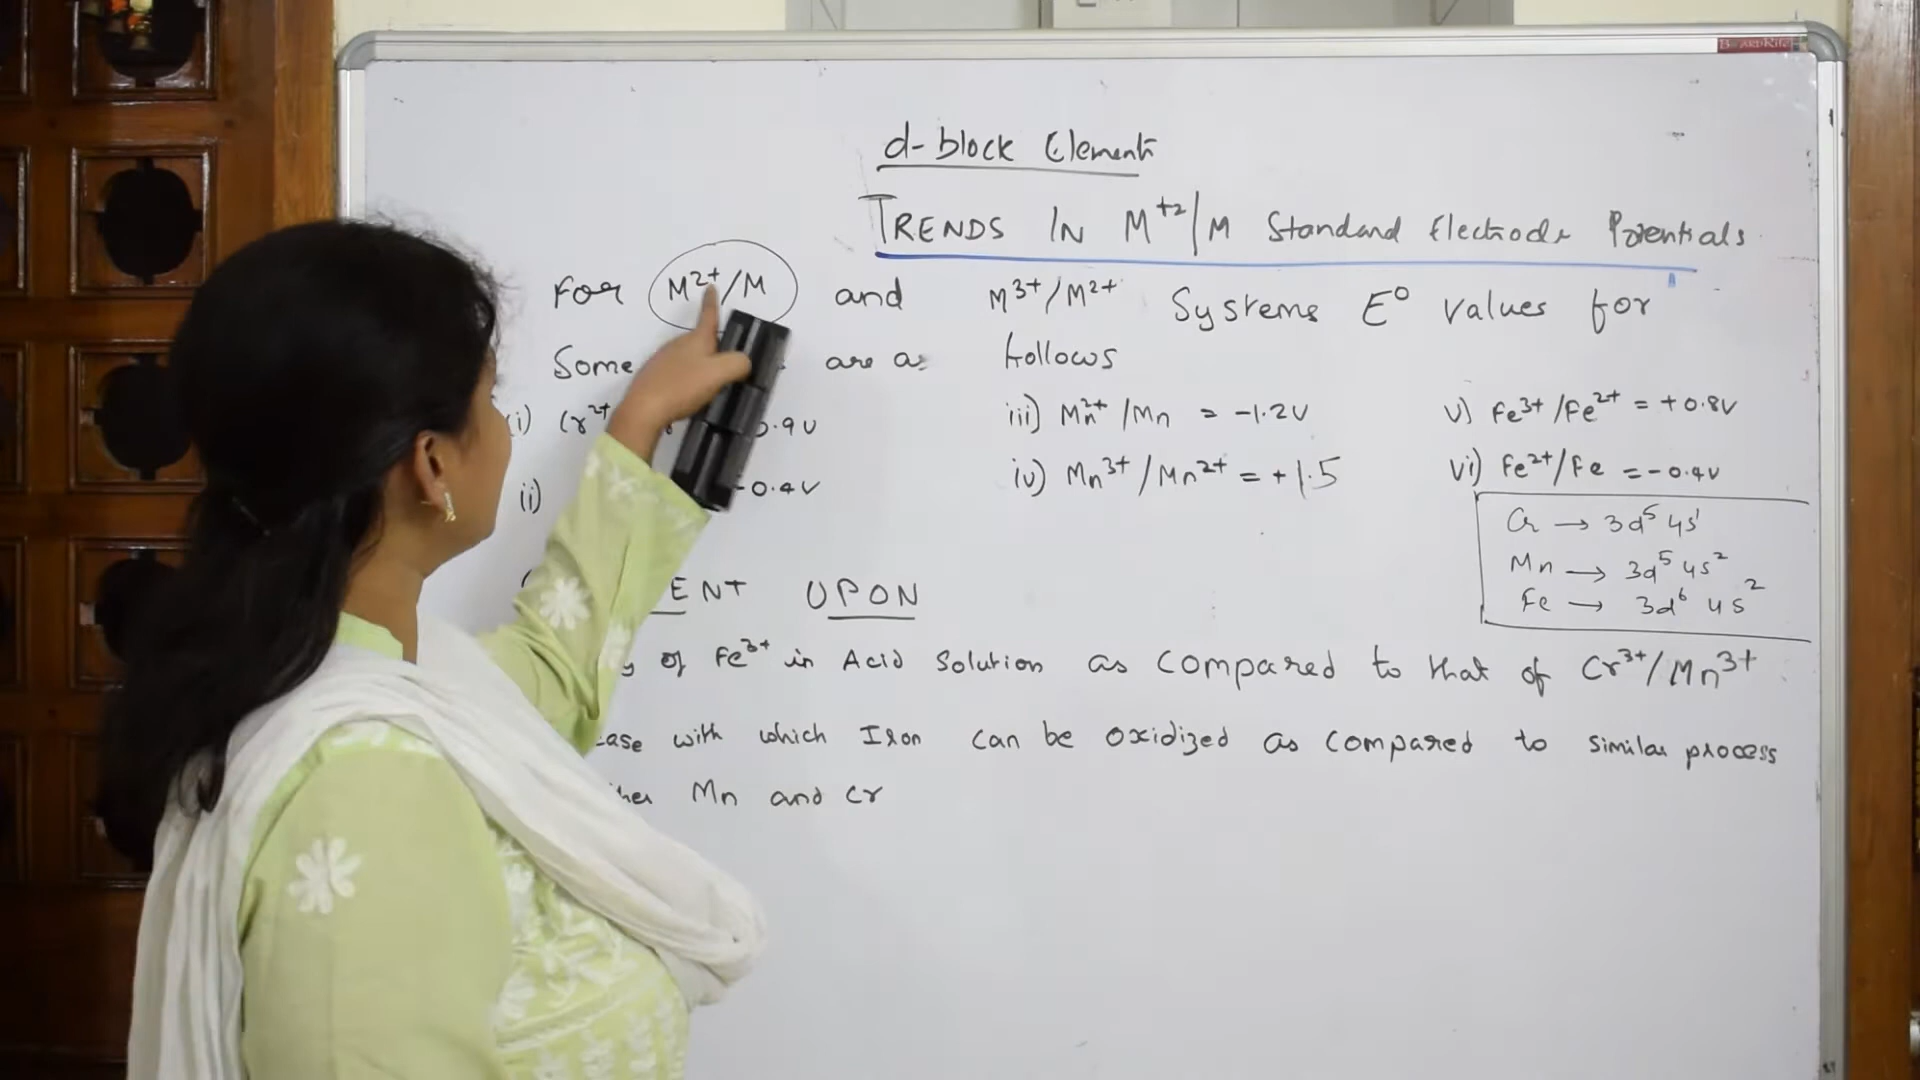 d-block Elements
TRENDS IN M+2/M Standard Electrode Potentials
For M2+/M and M3+/M2+ Systems E° values for
Some are as follows
(i) Cr2+ 0.9V iii) Mn2+/Mn = -1.2V v) Fe3+/Fe2+ = +0.8V
(ii) -0.4V iv) Mn3+/Mn2+ = +1.5 vi) Fe2+/Fe = -0.4V
Cr → 3d5 4s1
Mn → 3d5 4s2
Fe → 3d6 4s2
ENT UPON
y of Fe3+ in Acid Solution as compared to that of Cr3+/Mn3+
ease with which Iron can be oxidized as compared to similar process
ther Mn and Cr